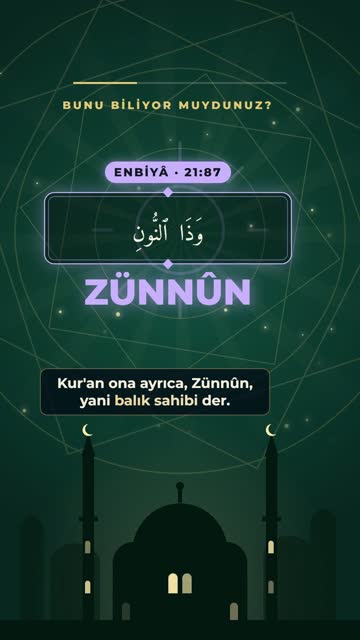 BUNU BİLİYOR MUYDUNUZ?
ENBİYÂ · 21:87
وَذَا ٱلنُّونِ
ZÜNNÛN
Kur'an ona ayrıca, Zünnûn,
yani balık sahibi der.